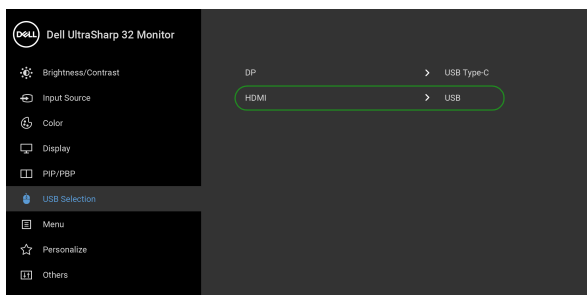 DELL Dell UltraSharp 32 Monitor
Brightness/Contrast
Input Source
Color
Display
PIP/PBP
USB Selection
Menu
Personalize
Others
DP > USB Type-C
HDMI > USB